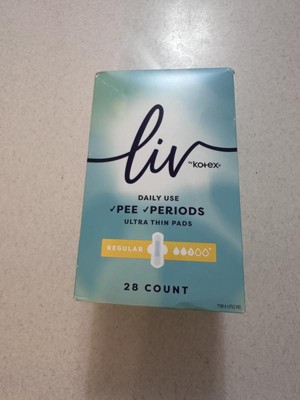 liv
by kotex®
DAILY USE
✓PEE ✓PERIODS
ULTRA THIN PADS
REGULAR
28 COUNT